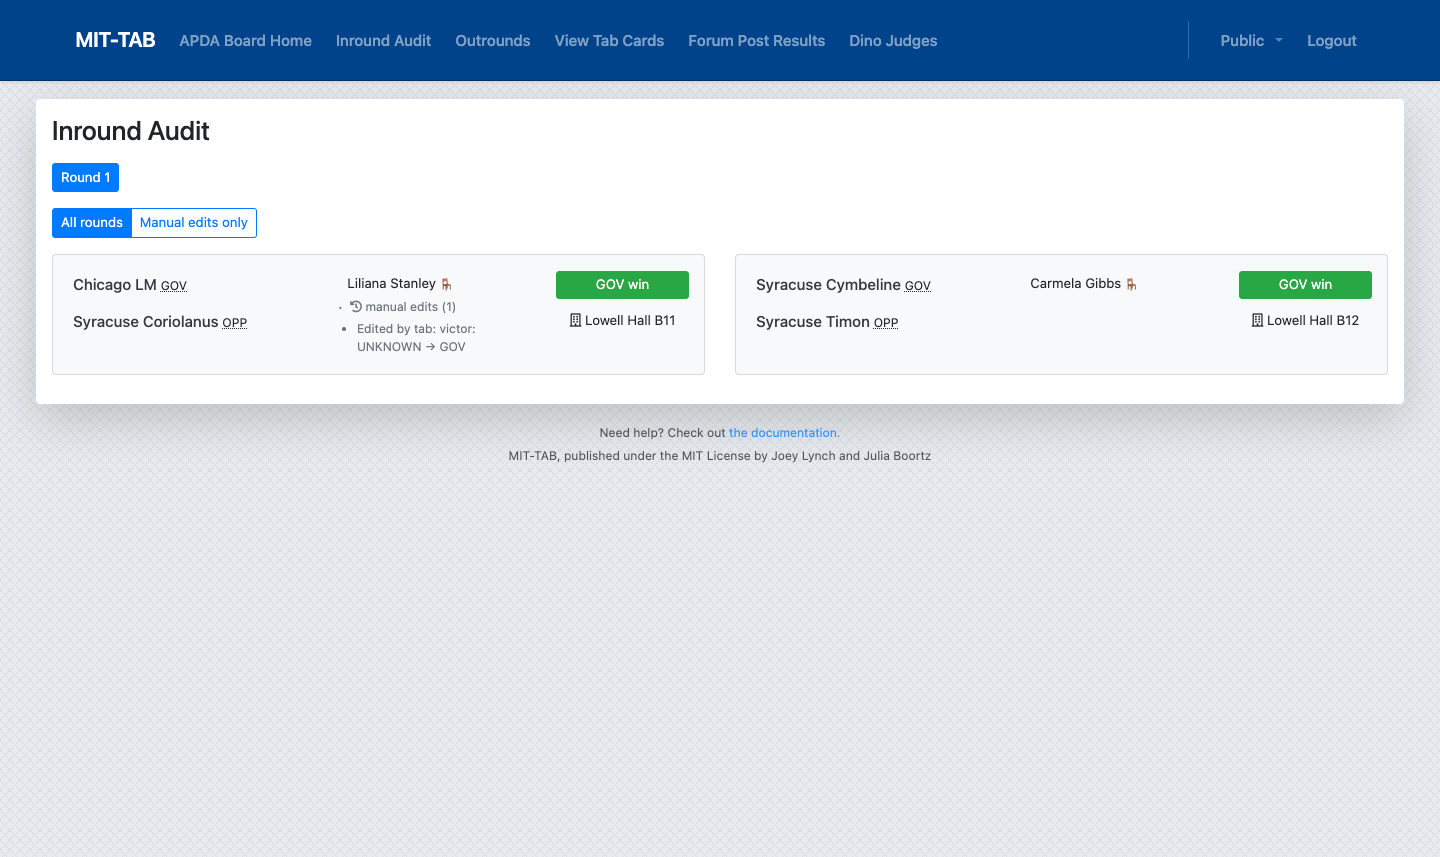 MIT-TAB APDA Board Home Inround Audit Outrounds View Tab Cards Forum Post Results Dino Judges Public Logout
Inround Audit
Round 1
All rounds Manual edits only
Chicago LM GOV
Syracuse Coriolanus OPP
Liliana Stanley
· manual edits (1)
• Edited by tab: victor:
UNKNOWN → GOV
GOV win
Lowell Hall B11
Syracuse Cymbeline GOV
Syracuse Timon OPP
Carmela Gibbs
GOV win
Lowell Hall B12
Need help? Check out the documentation.
MIT-TAB, published under the MIT License by Joey Lynch and Julia Boortz